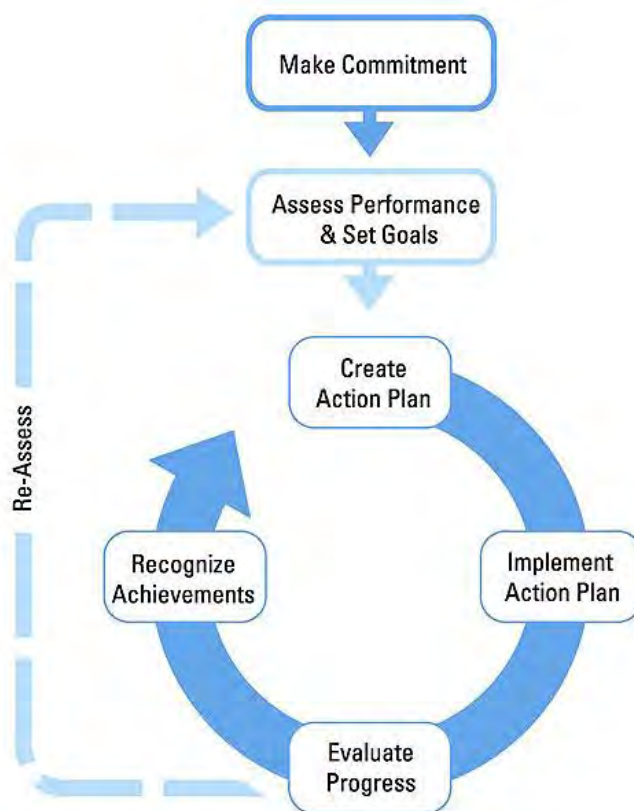 Make Commitment
Assess Performance
& Set Goals
Create
Action Plan
Re-Assess
Recognize
Achievements
Implement
Action Plan
Evaluate
Progress